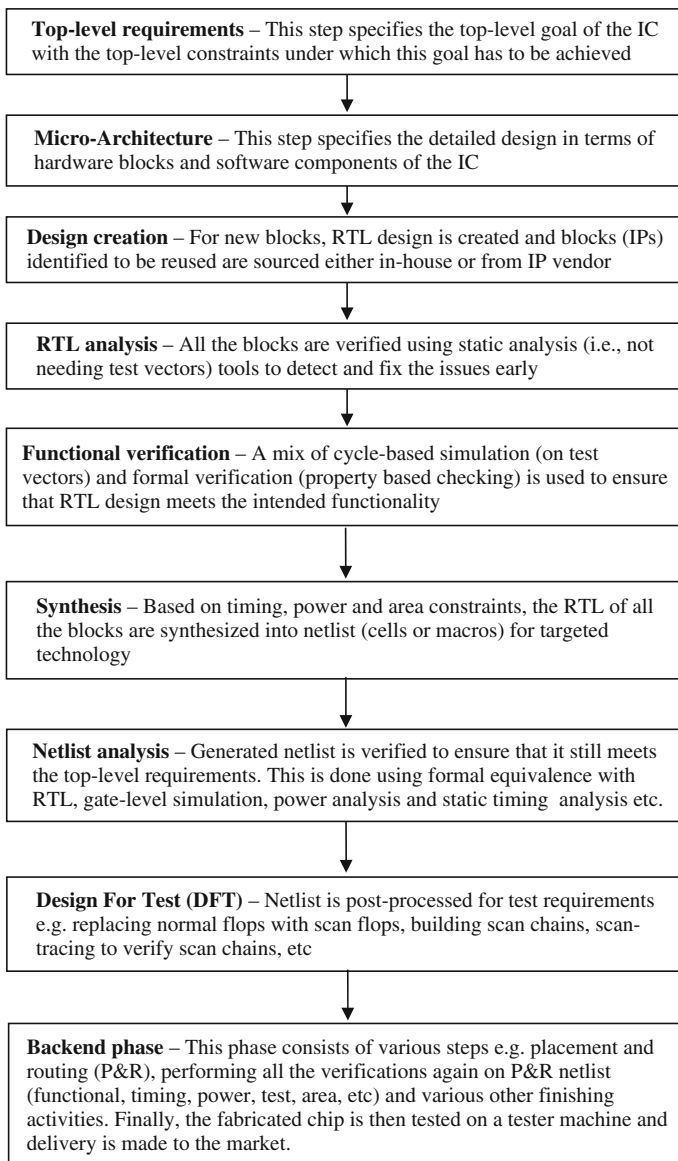 Top-level requirements – This step specifies the top-level goal of the IC
with the top-level constraints under which this goal has to be achieved
Micro-Architecture – This step specifies the detailed design in terms of
hardware blocks and software components of the IC
Design creation – For new blocks, RTL design is created and blocks (IPs)
identified to be reused are sourced either in-house or from IP vendor
RTL analysis – All the blocks are verified using static analysis (i.e., not
needing test vectors) tools to detect and fix the issues early
Functional verification – A mix of cycle-based simulation (on test
vectors) and formal verification (property based checking) is used to ensure
that RTL design meets the intended functionality
Synthesis – Based on timing, power and area constraints, the RTL of all
the blocks are synthesized into netlist (cells or macros) for targeted
technology
Netlist analysis – Generated netlist is verified to ensure that it still meets
the top-level requirements. This is done using formal equivalence with
RTL, gate-level simulation, power analysis and static timing analysis etc.
Design For Test (DFT) – Netlist is post-processed for test requirements
e.g. replacing normal flops with scan flops, building scan chains, scan-
tracing to verify scan chains, etc
Backend phase – This phase consists of various steps e.g. placement and
routing (P&R), performing all the verifications again on P&R netlist
(functional, timing, power, test, area, etc) and various other finishing
activities. Finally, the fabricated chip is then tested on a tester machine and
delivery is made to the market.